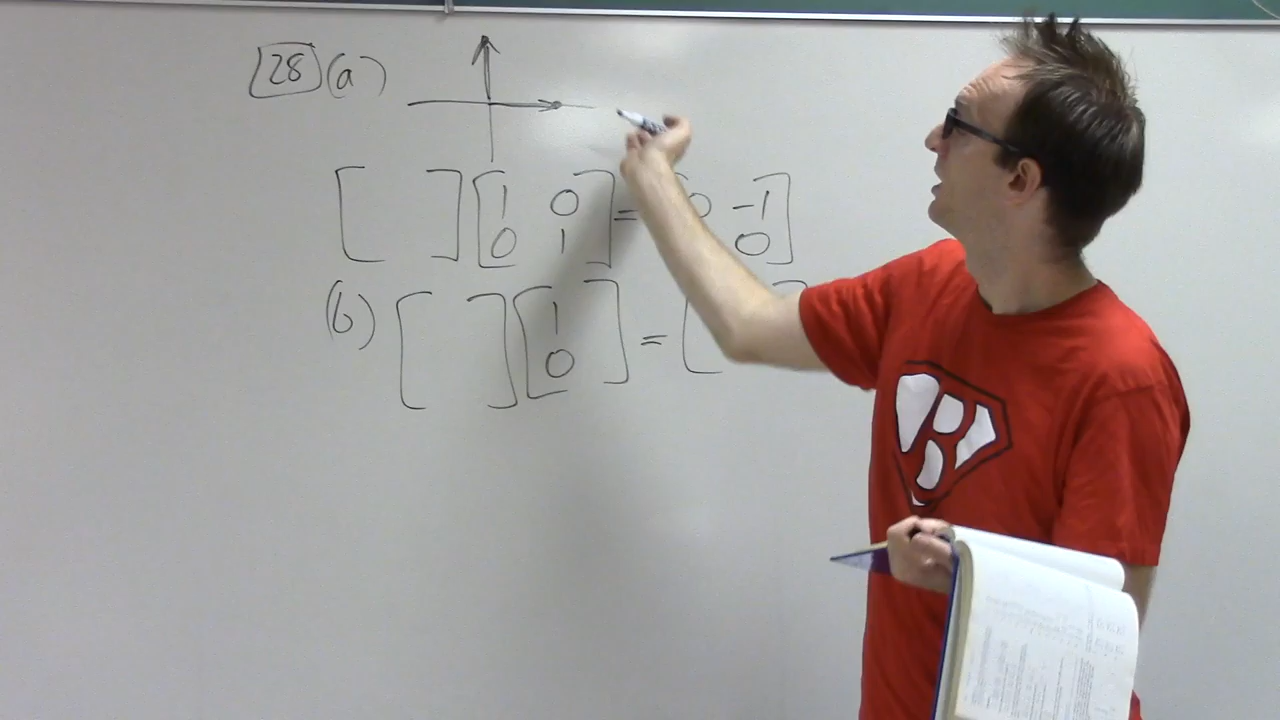 28 (a)
[ ] [1 0 = 0 -1]
0 1 0
(b) [ ] [1 ] = [
0